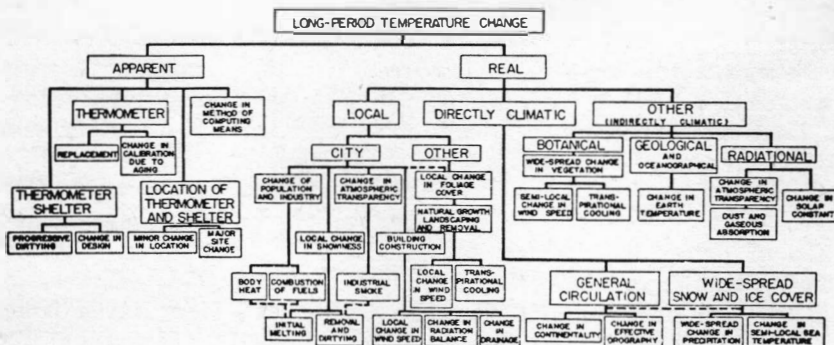 LONG-PERIOD TEMPERATURE CHANGE
APPARENT
REAL
THERMOMETER
CHANGE IN
METHOD OF
COMPUTING
MEANS
REPLACEMENT
CHANGE IN
CALIBRATION
DUE TO
AGING
THERMOMETER
SHELTER
PROGRESSIVE
DIRTYING
CHANGE IN
DESIGN
LOCATION OF
THERMOMETER
AND SHELTER
MINOR CHANGE
IN LOCATION
MAJOR
SITE
CHANGE
LOCAL
DIRECTLY CLIMATIC
OTHER
(INDIRECTLY CLIMATIC)
CITY
OTHER
CHANGE OF
POPULATION
AND INDUSTRY
CHANGE IN
ATMOSPHERIC
TRANSPARENCY
LOCAL
CHANGE IN
SNOWINESS
BODY
HEAT
COMBUSTION
OF FUELS
INDUSTRIAL
SMOKE
INITIAL
MELTING
REMOVAL
AND
DIRTYING
LOCAL CHANGE
IN FOLIAGE
COVER
NATURAL GROWTH
LANDSCAPING
AND REMOVAL
BUILDING
CONSTRUCTION
LOCAL
CHANGE
IN WIND
SPEED
TRANS-
PIRATIONAL
COOLING
LOCAL
CHANGE IN
WIND SPEED
CHANGE IN
RADIATION
BALANCE
CHANGE
IN
DRAINAGE
BOTANICAL
WIDE-SPREAD CHANGE
IN VEGETATION
SEMI-LOCAL
CHANGE IN
WIND SPEED
TRANS-
PIRATIONAL
COOLING
GEOLOGICAL
AND
OCEANOGRAPHICAL
CHANGE IN
EARTH
TEMPERATURE
RADIATIONAL
CHANGE IN
ATMOSPHERIC
TRANSPARENCY
DUST AND
GASEOUS
ABSORPTION
CHANGE IN
SOLAR
CONSTANT
GENERAL
CIRCULATION
CHANGE IN
CONTINENTALITY
CHANGE IN
EFFECTIVE
OROGRAPHY
WIDE-SPREAD
SNOW AND ICE COVER
WIDE-SPREAD
CHANGE IN
PRECIPITATION
CHANGE IN
SEMI-LOCAL SEA
TEMPERATURE